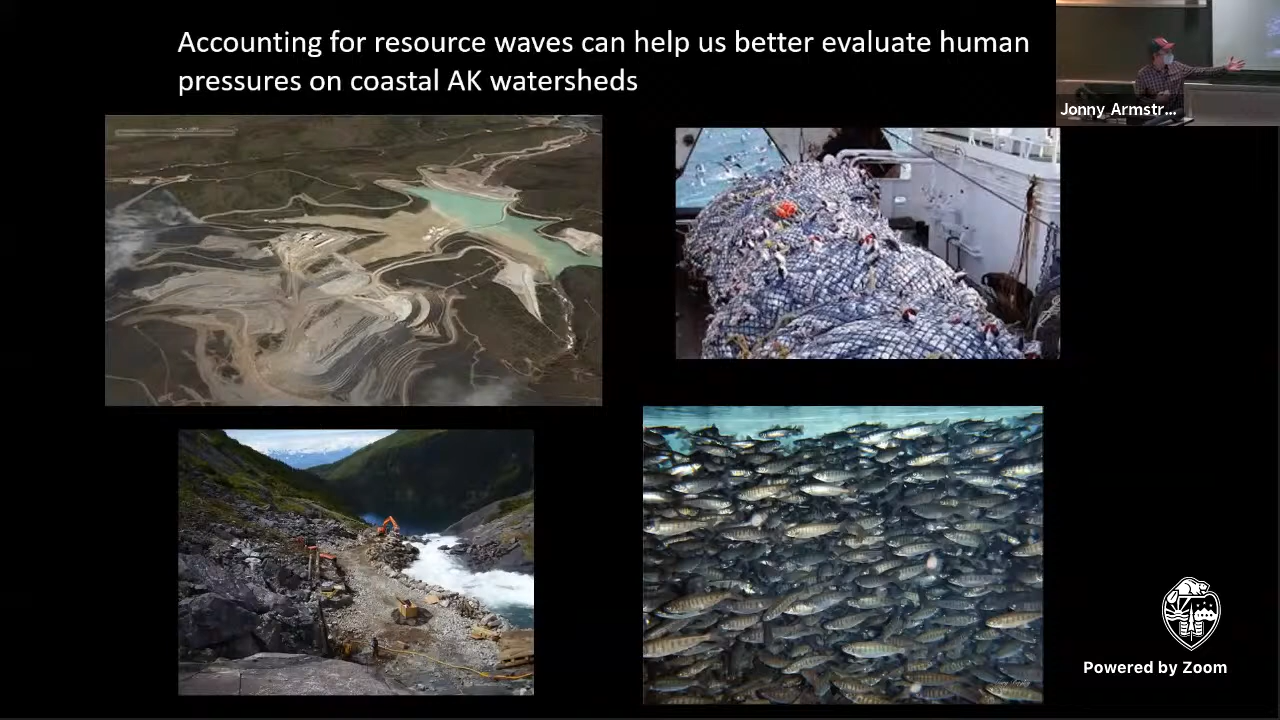 Accounting for resource waves can help us better evaluate human
pressures on coastal AK watersheds
Jonny Armstr...
Powered by Zoom